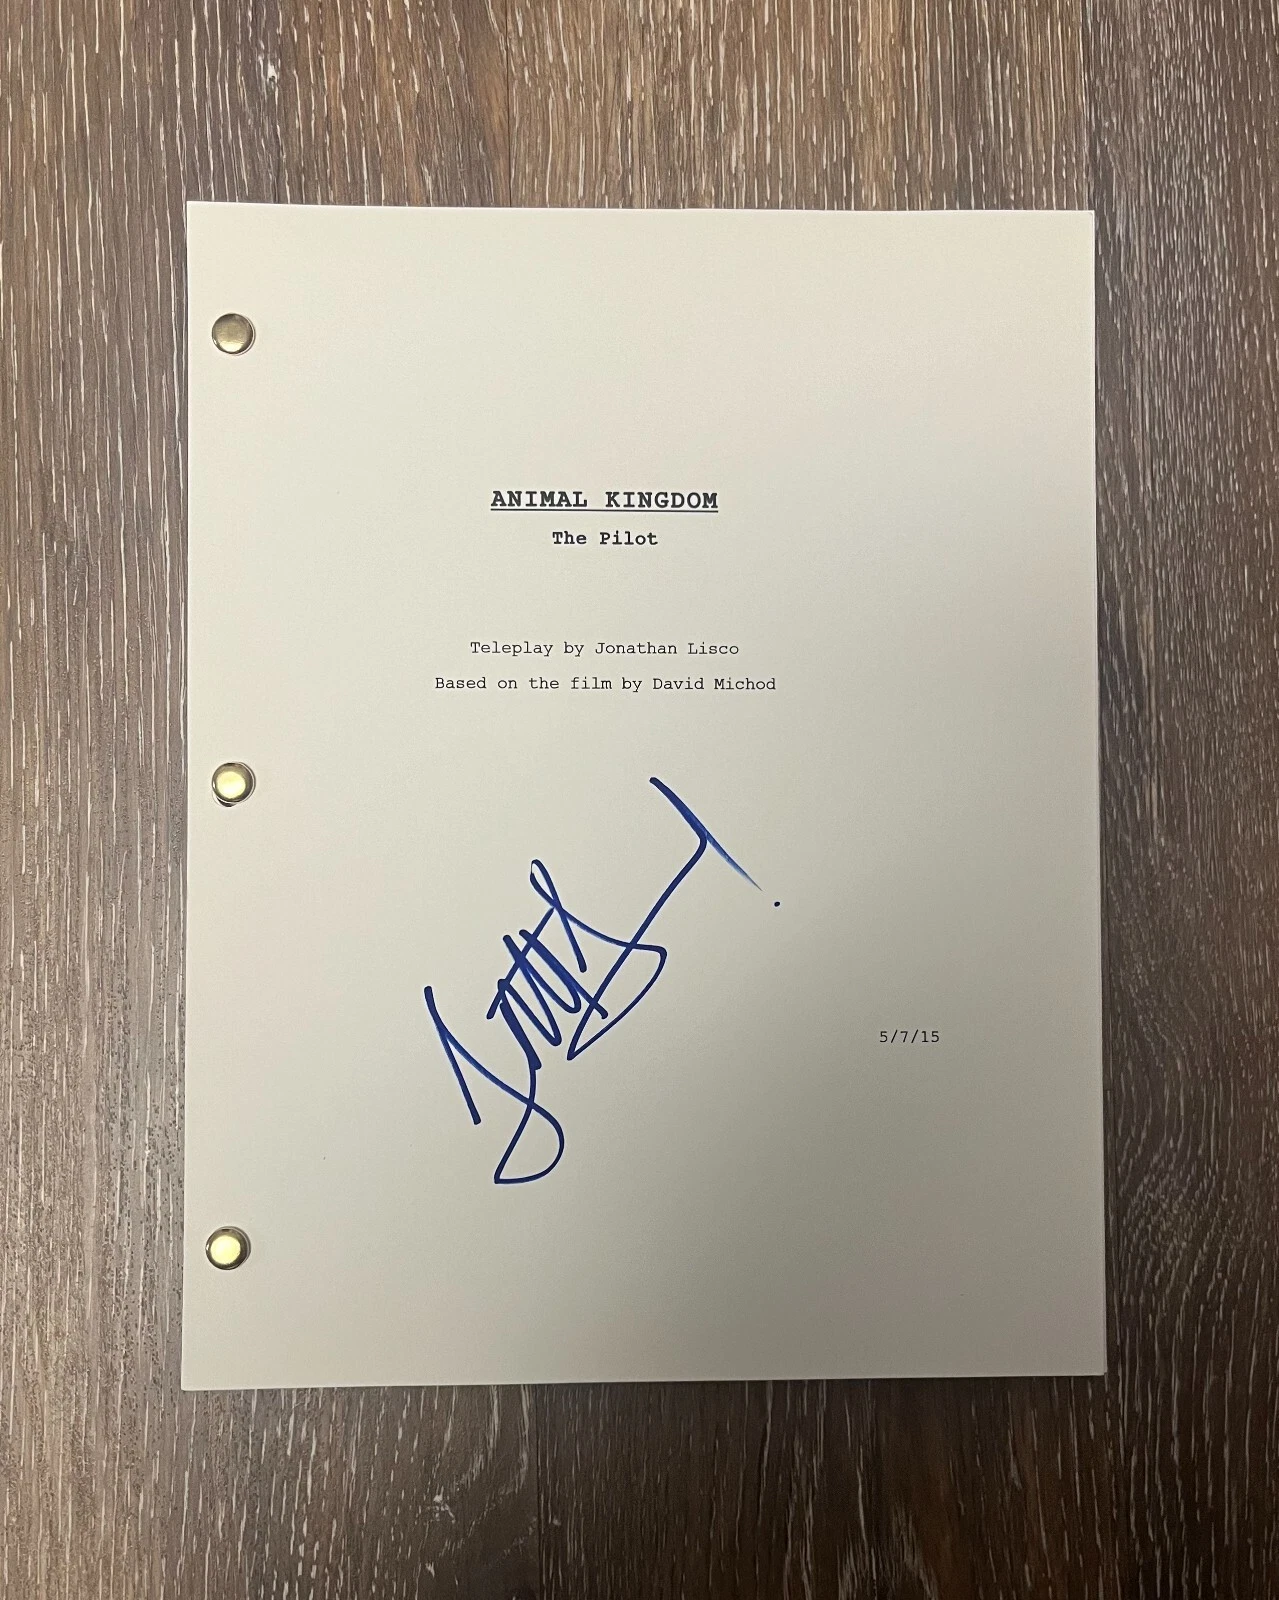 ANIMAL KINGDOM
The Pilot
Teleplay by Jonathan Lisco
Based on the film by David Michod
5/7/15